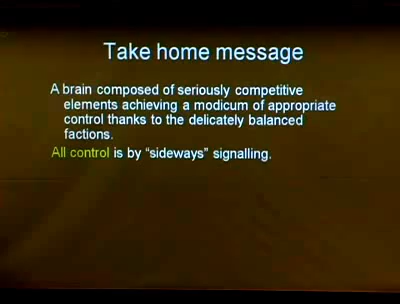 Take home message
A brain composed of seriously competitive
elements achieving a modicum of appropriate
control thanks to the delicately balanced
factions.
All control is by “sideways” signalling.